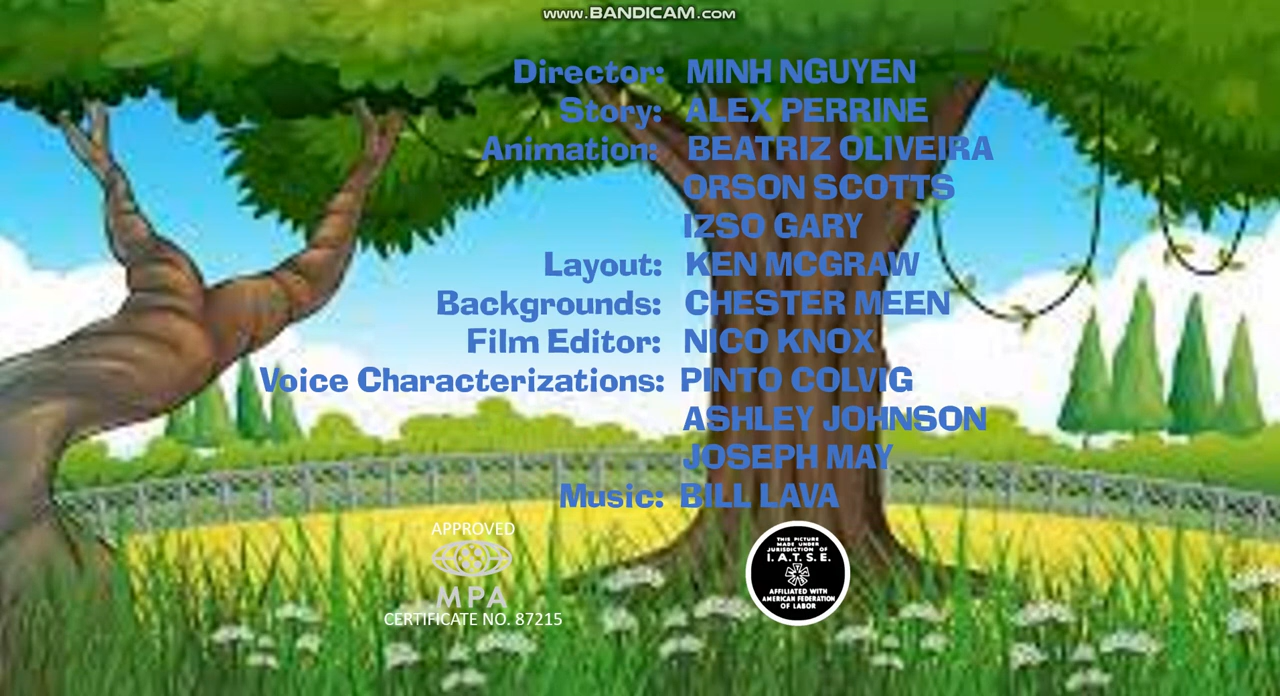 www.BANDICAM.com
Director: MINH NGUYEN
Story: ALEX PERRINE
Animation: BEATRIZ OLIVEIRA
ORSON SCOTTS
IZSO GARY
Layout: KEN MCGRAW
Backgrounds: CHESTER MEEN
Film Editor: NICO KNOX
Voice Characterizations: PINTO COLVIG
ASHLEY JOHNSON
JOSEPH MAY
Music: BILL LAVA
APPROVED
MPA
CERTIFICATE NO. 87215
THIS PICTURE
MADE UNDER
JURISDICTION OF
I.A.T.S.E.
AFFILIATED WITH
AMERICAN FEDERATION
OF LABOR